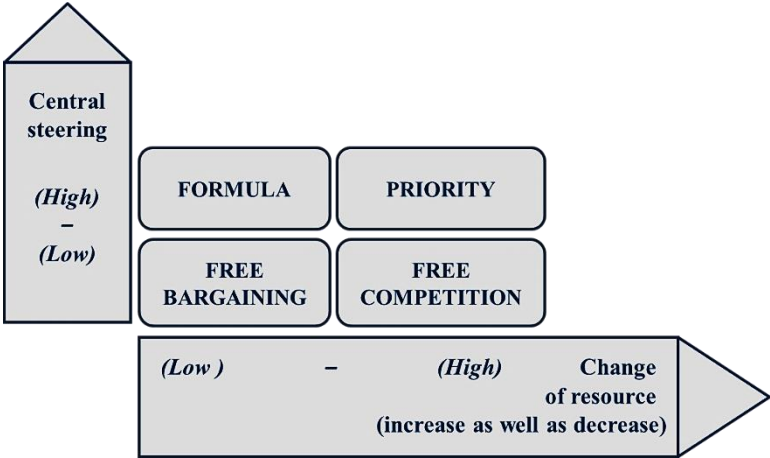 Central
steering
(High)
–
(Low)
FORMULA
PRIORITY
FREE
BARGAINING
FREE
COMPETITION
(Low ) – (High) Change
of resource
(increase as well as decrease)